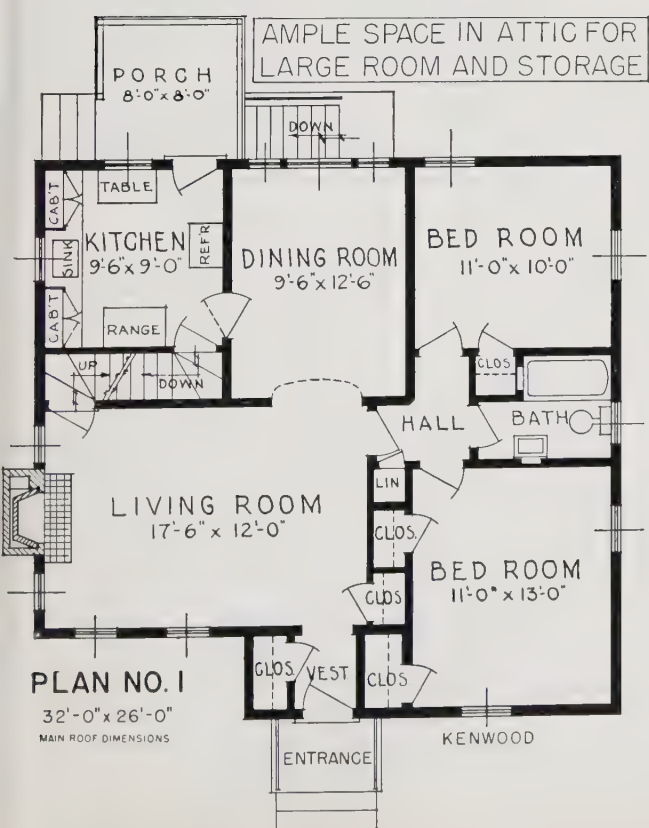 AMPLE SPACE IN ATTIC FOR
LARGE ROOM AND STORAGE
PORCH
8'-0" x 8'-0"
DOWN
TABLE
CAB'T
SINK
CAB'T
KITCHEN
9'-6" x 9'-0"
REF'R
RANGE
DINING ROOM
9'-6" x 12'-6"
BED ROOM
11'-0" x 10'-0"
UP
DOWN
CLOS
BATH
HALL
LIN
LIVING ROOM
17'-6" x 12'-0"
CLOS.
CLOS
BED ROOM
11'-0" x 13'-0"
CLOS.
VEST
CLOS
PLAN NO. 1
32'-0" x 26'-0"
MAIN ROOF DIMENSIONS
ENTRANCE
KENWOOD